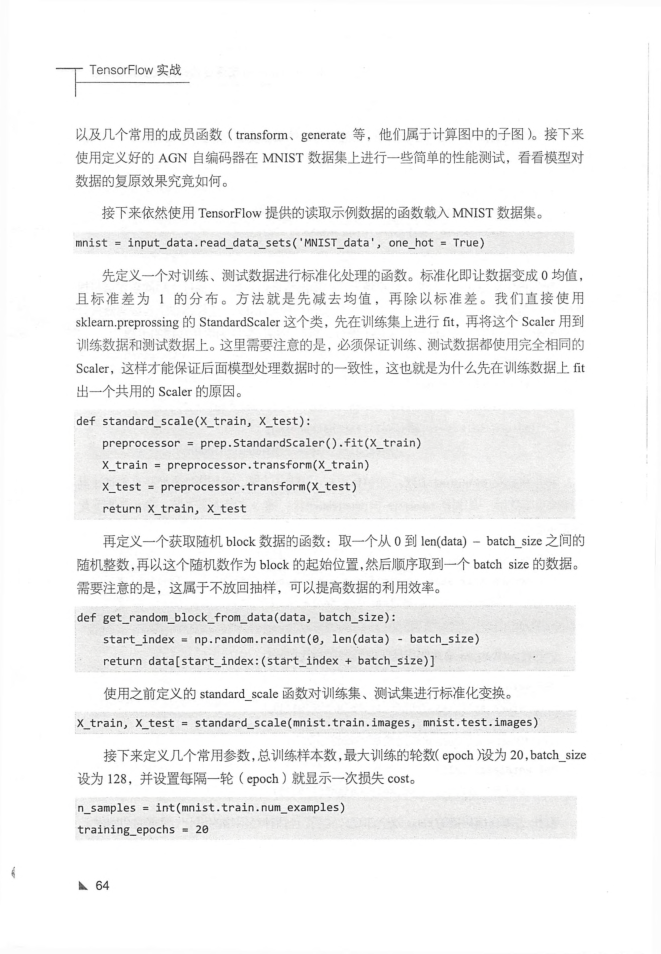 TensorFlow 实战
以及几个常用的成员函数（transform、generate 等，他们属于计算图中的子图）。接下来
使用定义好的 AGN 自编码器在 MNIST 数据集上进行一些简单的性能测试，看看模型对
数据的复原效果究竟如何。
接下来依然使用 TensorFlow 提供的读取示例数据的函数载入 MNIST 数据集。
mnist = input_data.read_data_sets('MNIST_data', one_hot = True)
先定义一个对训练、测试数据进行标准化处理的函数。标准化即让数据变成 0 均值，
且标准差为 1 的分布。方法就是先减去均值，再除以标准差。我们直接使用
sklearn.preprossing 的 StandardScaler 这个类，先在训练集上进行 fit，再将这个 Scaler 用到
训练数据和测试数据上。这里需要注意的是，必须保证训练、测试数据都使用完全相同的
Scaler，这样才能保证后面模型处理数据时的一致性，这也就是为什么先在训练数据上 fit
出一个共用的 Scaler 的原因。
def standard_scale(X_train, X_test):
    preprocessor = prep.StandardScaler().fit(X_train)
    X_train = preprocessor.transform(X_train)
    X_test = preprocessor.transform(X_test)
    return X_train, X_test
再定义一个获取随机 block 数据的函数：取一个从 0 到 len(data) − batch_size 之间的
随机整数，再以这个随机数作为 block 的起始位置，然后顺序取到一个 batch size 的数据。
需要注意的是，这属于不放回抽样，可以提高数据的利用效率。
def get_random_block_from_data(data, batch_size):
    start_index = np.random.randint(0, len(data) - batch_size)
    return data[start_index:(start_index + batch_size)]
使用之前定义的 standard_scale 函数对训练集、测试集进行标准化变换。
X_train, X_test = standard_scale(mnist.train.images, mnist.test.images)
接下来定义几个常用参数，总训练样本数，最大训练的轮数（epoch）设为 20，batch_size
设为 128，并设置每隔一轮（epoch）就显示一次损失 cost。
n_samples = int(mnist.train.num_examples)
training_epochs = 20
64